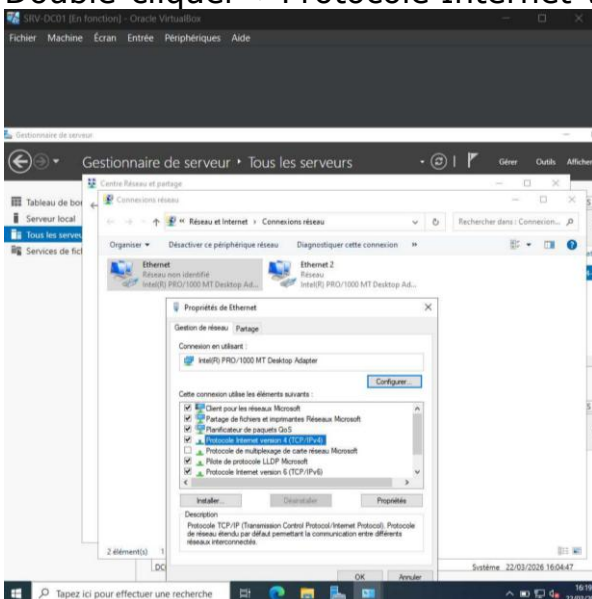 Double-cliquer
Protocole Internet
SRV-DC01 [En fonction] - Oracle VirtualBox
Fichier Machine Écran Entrée Périphériques Aide
Gestionnaire de serveur
Gestionnaire de serveur • Tous les serveurs
Gérer Outils Afficher
Centre Réseau et partage
Tableau de bor
Serveur local
Tous les serveu
Services de fich
Connexions réseau
« Réseau et Internet > Connexions réseau
Rechercher dans : Connexion...
Organiser Désactiver ce périphérique réseau Diagnostiquer cette connexion »
Ethernet
Réseau non identifié
Intel(R) PRO/1000 MT Desktop Ad...
Ethernet 2
Réseau
Intel(R) PRO/1000 MT Desktop Ad...
Propriétés de Ethernet
Gestion de réseau Partage
Connexion en utilisant :
Intel(R) PRO/1000 MT Desktop Adapter
Configurer...
Cette connexion utilise les éléments suivants :
Client pour les réseaux Microsoft
Partage de fichiers et imprimantes Réseaux Microsoft
Planificateur de paquets QoS
Protocole Internet version 4 (TCP/IPv4)
Protocole de multiplexage de carte réseau Microsoft
Pilote de protocole LLDP Microsoft
Protocole Internet version 6 (TCP/IPv6)
Installer... Désinstaller Propriétés
Description
Protocole TCP/IP (Transmission Control Protocol/Internet Protocol). Protocole
de réseau étendu par défaut permettant la communication entre différents
réseaux interconnectés.
OK Annuler
2 élément(s) 1
DC
Système 22/03/2026 16:04:47
Tapez ici pour effectuer une recherche
16:19